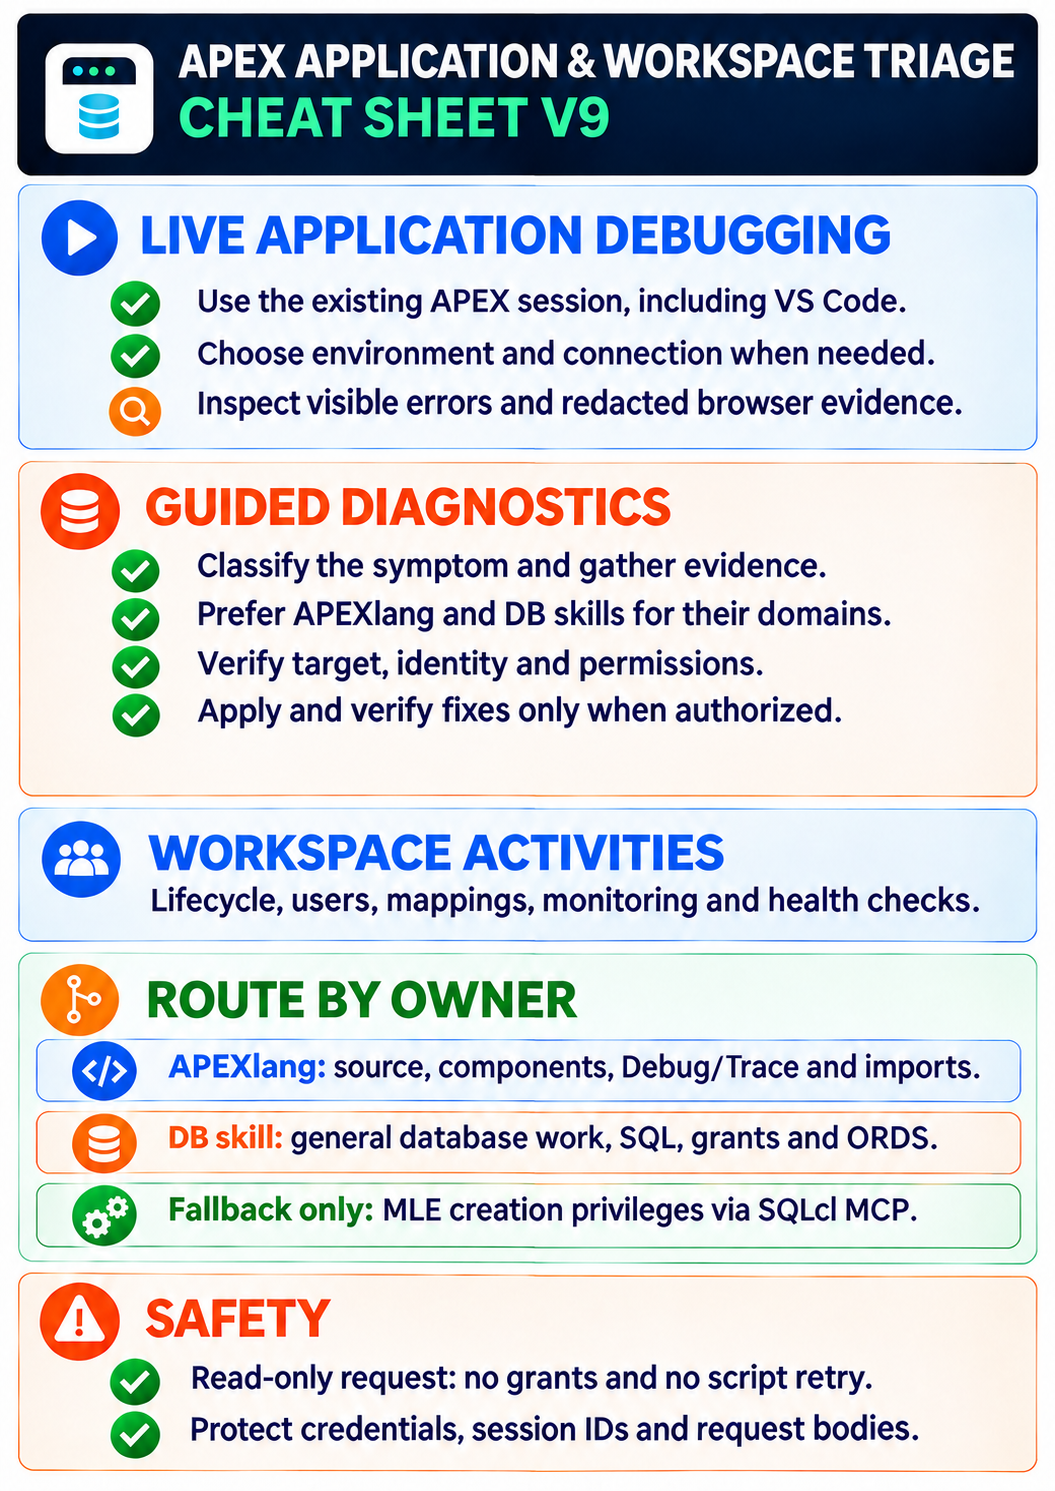 APEX APPLICATION & WORKSPACE TRIAGE
CHEAT SHEET V9
LIVE APPLICATION DEBUGGING
Use the existing APEX session, including VS Code.
Choose environment and connection when needed.
Inspect visible errors and redacted browser evidence.
GUIDED DIAGNOSTICS
Classify the symptom and gather evidence.
Prefer APEXlang and DB skills for their domains.
Verify target, identity and permissions.
Apply and verify fixes only when authorized.
WORKSPACE ACTIVITIES
Lifecycle, users, mappings, monitoring and health checks.
ROUTE BY OWNER
APEXlang: source, components, Debug/Trace and imports.
DB skill: general database work, SQL, grants and ORDS.
Fallback only: MLE creation privileges via SQLcl MCP.
SAFETY
Read-only request: no grants and no script retry.
Protect credentials, session IDs and request bodies.